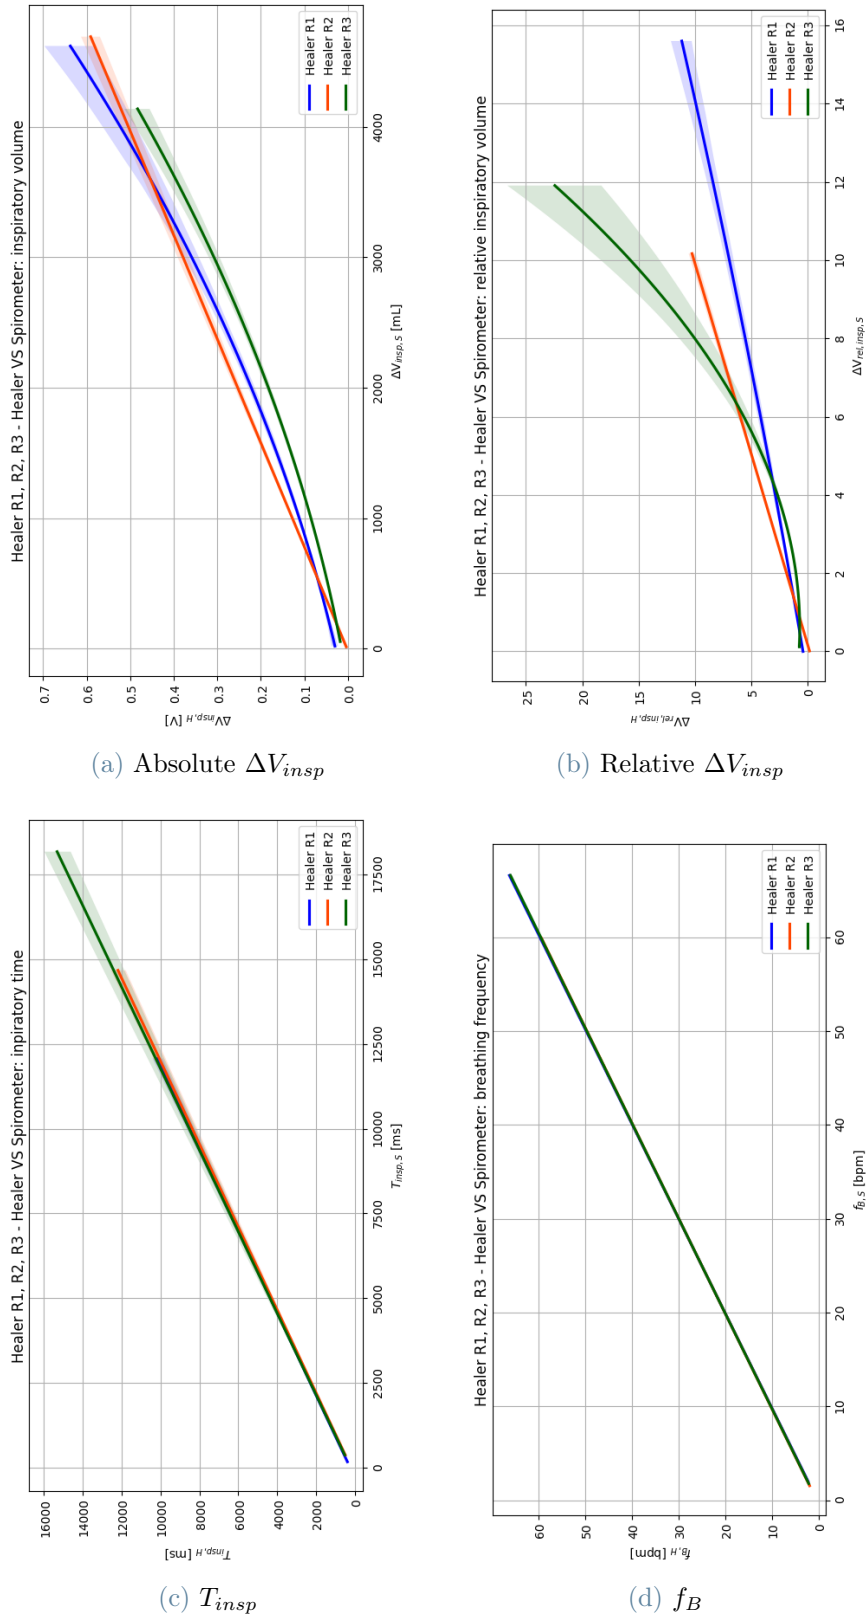 Healer R1, R2, R3 - Healer VS Spirometer: inspiratory volume
0.7
0.6
0.5
0.4
0.3
0.2
0.1
0.0
ΔV_insp, H [V]
0
1000
2000
3000
4000
ΔV_insp, S [mL]
Healer R1
Healer R2
Healer R3
(a) Absolute ΔV_insp
Healer R1, R2, R3 - Healer VS Spirometer: relative inspiratory volume
25
20
15
10
5
0
ΔV_rel, insp, H
0
2
4
6
8
10
12
14
16
ΔV_rel, insp, S
Healer R1
Healer R2
Healer R3
(b) Relative ΔV_insp
Healer R1, R2, R3 - Healer VS Spirometer: inpiratory time
16000
14000
12000
10000
8000
6000
4000
2000
0
T_insp, H [ms]
0
2500
5000
7500
10000
12500
15000
17500
T_insp, S [ms]
Healer R1
Healer R2
Healer R3
(c) T_insp
Healer R1, R2, R3 - Healer VS Spirometer: breathing frequency
60
50
40
30
20
10
0
f_B, H [bpm]
0
10
20
30
40
50
60
f_B, S [bpm]
Healer R1
Healer R2
Healer R3
(d) f_B